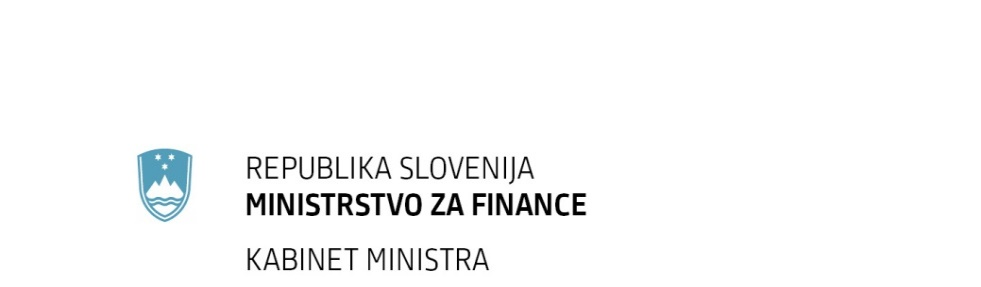 REPUBLIKA SLOVENIJA
MINISTRSTVO ZA FINANCE
KABINET MINISTRA